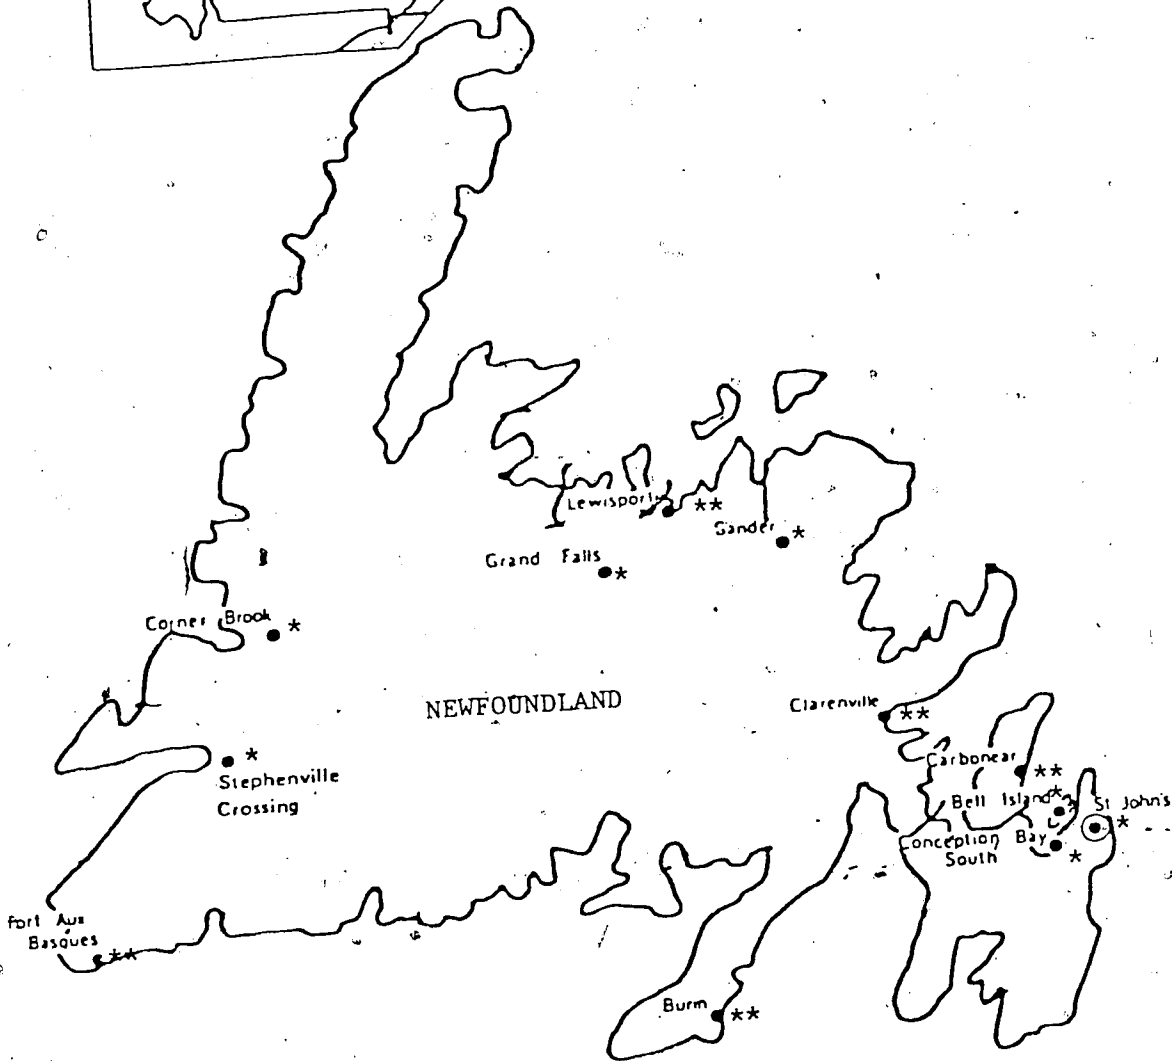 Lewisporte **
Gander *
Grand Falls *
Corner Brook *
NEWFOUNDLAND
Clarenville **
Stephenville *
Crossing
Carbonear **
Bell Island *
St John's *
Conception Bay
South *
Port Aux
Basques **
Burin **